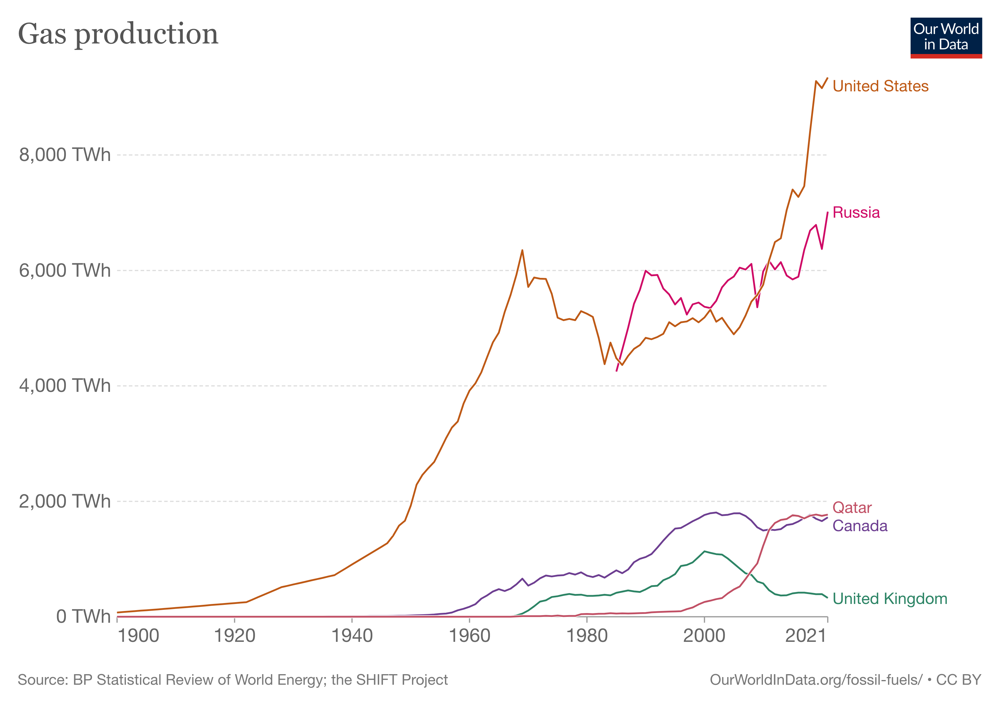 Gas production
Our World
in Data
United States
8,000 TWh
Russia
6,000 TWh
4,000 TWh
2,000 TWh
Qatar
Canada
United Kingdom
0 TWh
1900 1920 1940 1960 1980 2000 2021
Source: BP Statistical Review of World Energy; the SHIFT Project
OurWorldInData.org/fossil-fuels/ • CC BY